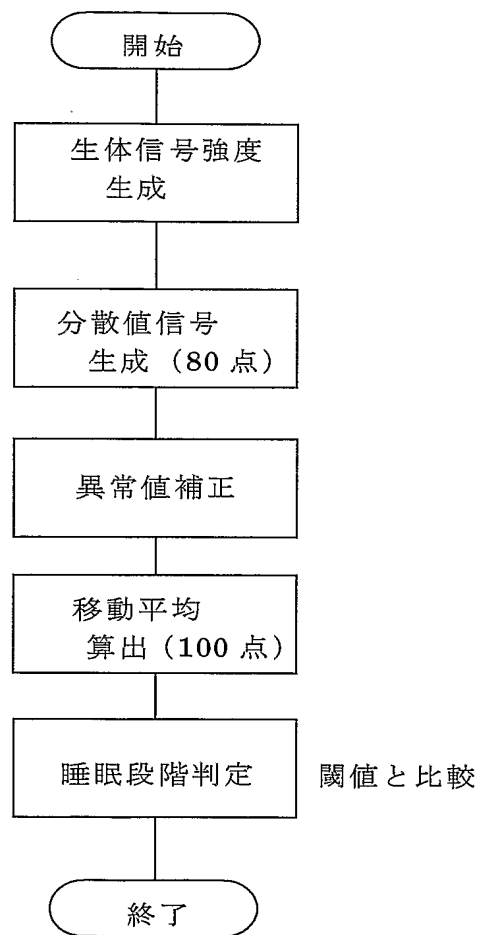 開始
生体信号強度
生成
分散値信号
生成（80点）
異常値補正
移動平均
算出（100点）
睡眠段階判定
閾値と比較
終了